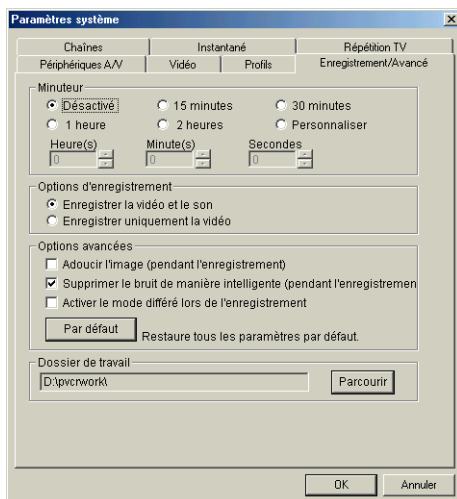 Paramètres système
Chaînes Instantané Répétition TV
Périphériques A/V Vidéo Profils Enregistrement/Avancé
Minuteur
Désactivé 15 minutes 30 minutes
1 heure 2 heures Personnaliser
Heure(s) Minute(s) Secondes
0 0 0
Options d'enregistrement
Enregistrer la vidéo et le son
Enregistrer uniquement la vidéo
Options avancées
Adoucir l'image (pendant l'enregistrement)
Supprimer le bruit de manière intelligente (pendant l'enregistremen
Activer le mode différé lors de l'enregistrement
Par défaut Restaure tous les paramètres par défaut.
Dossier de travail
D:\pvcrwork\ Parcourir
OK Annuler